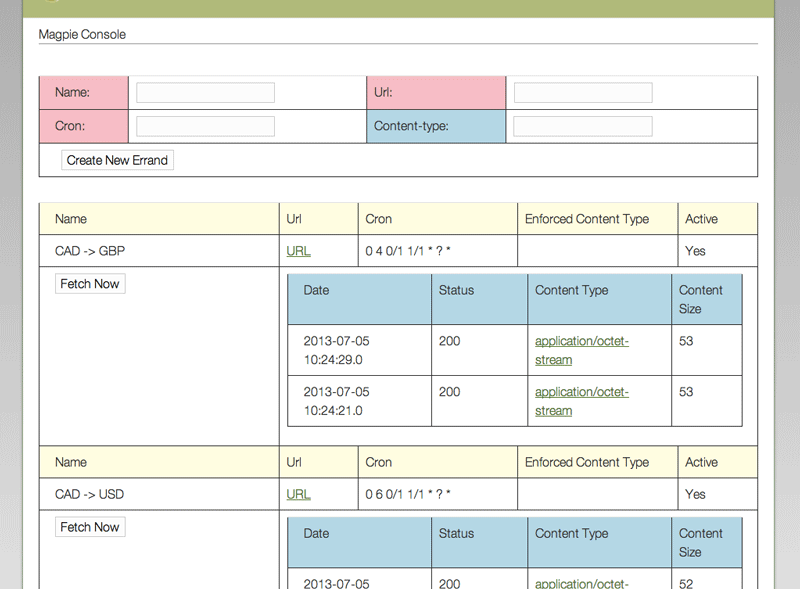 Magpie Console
Name: Url:
Cron: Content-type:
Create New Errand
Name Url Cron Enforced Content Type Active
CAD -> GBP URL 0 4 0/1 1/1 * ? * Yes
Fetch Now
Date Status Content Type Content
Size
2013-07-05 200 application/octet- 53
10:24:29.0 stream
2013-07-05 200 application/octet- 53
10:24:21.0 stream
Name Url Cron Enforced Content Type Active
CAD -> USD URL 0 6 0/1 1/1 * ? * Yes
Fetch Now
Date Status Content Type Content
Size
2013-07-05 200 application/octet- 52